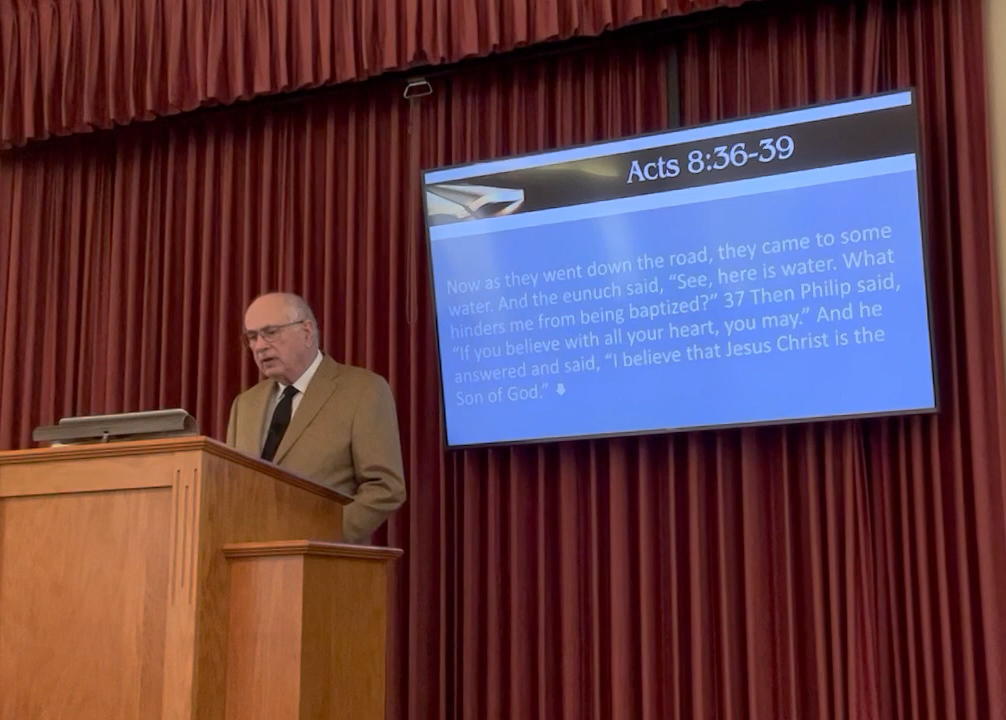 Acts 8:36-39
Now as they went down the road, they came to some
water. And the eunuch said, “See, here is water. What
hinders me from being baptized?” 37 Then Philip said,
“If you believe with all your heart, you may.” And he
answered and said, “I believe that Jesus Christ is the
Son of God.”